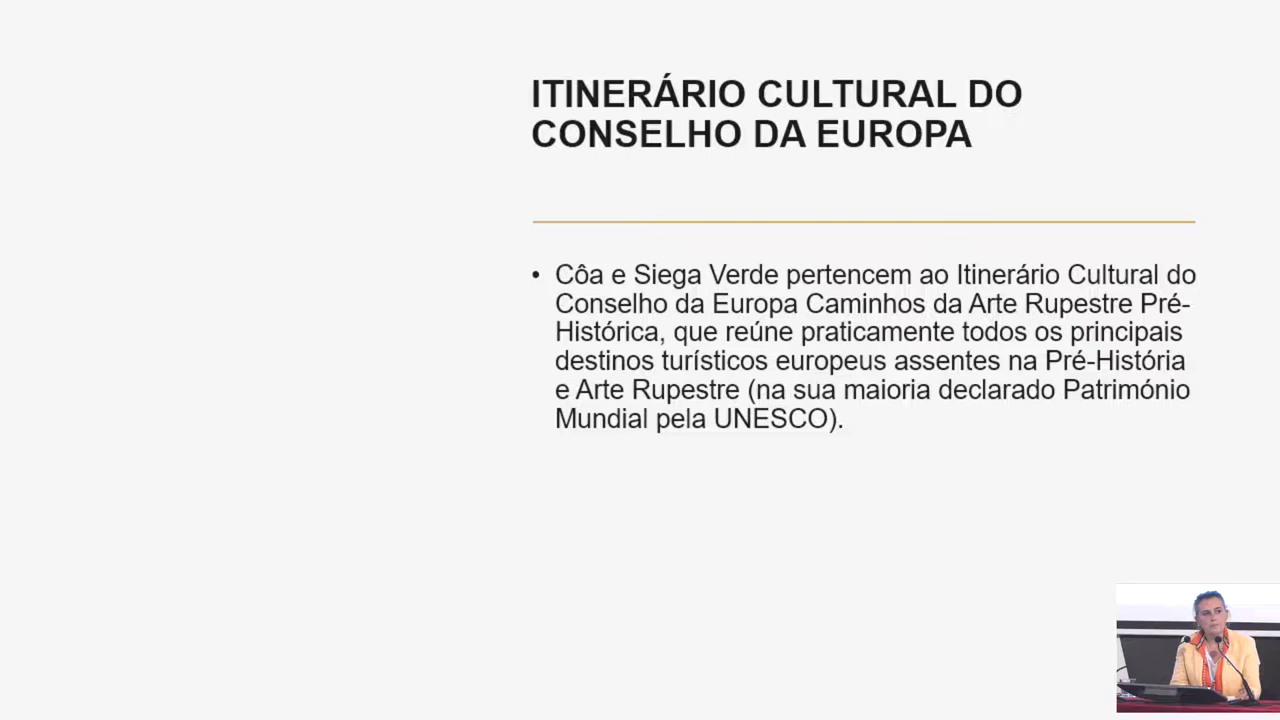 ITINERÁRIO CULTURAL DO
CONSELHO DA EUROPA
• Côa e Siega Verde pertencem ao Itinerário Cultural do
Conselho da Europa Caminhos da Arte Rupestre Pré-
Histórica, que reúne praticamente todos os principais
destinos turísticos europeus assentes na Pré-História
e Arte Rupestre (na sua maioria declarado Património
Mundial pela UNESCO).